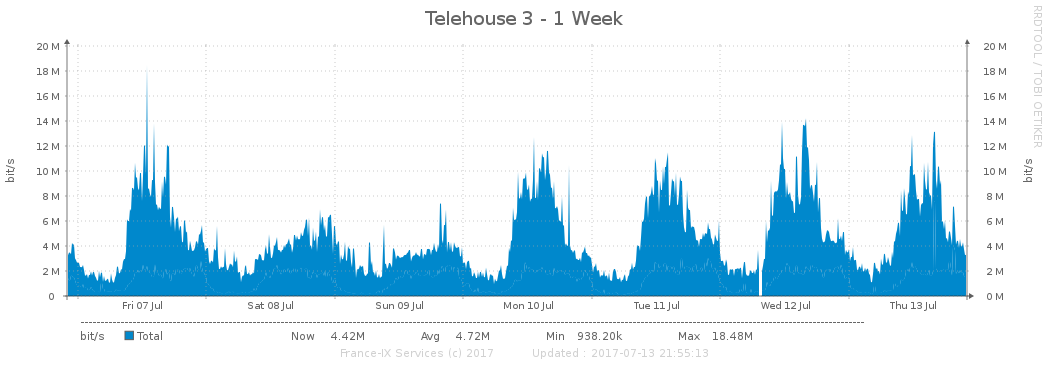 Telehouse 3 - 1 Week
RRDTOOL / TOBI OETIKER
bit/s
bit/s
20 M 20 M
18 M 18 M
16 M 16 M
14 M 14 M
12 M 12 M
10 M 10 M
8 M 8 M
6 M 6 M
4 M 4 M
2 M 2 M
0 0 M
Fri 07 Jul Sat 08 Jul Sun 09 Jul Mon 10 Jul Tue 11 Jul Wed 12 Jul Thu 13 Jul
bit/s Total Now 4.42M Avg 4.72M Min 938.20k Max 18.48M
France-IX Services (c) 2017 Updated : 2017-07-13 21:55:13